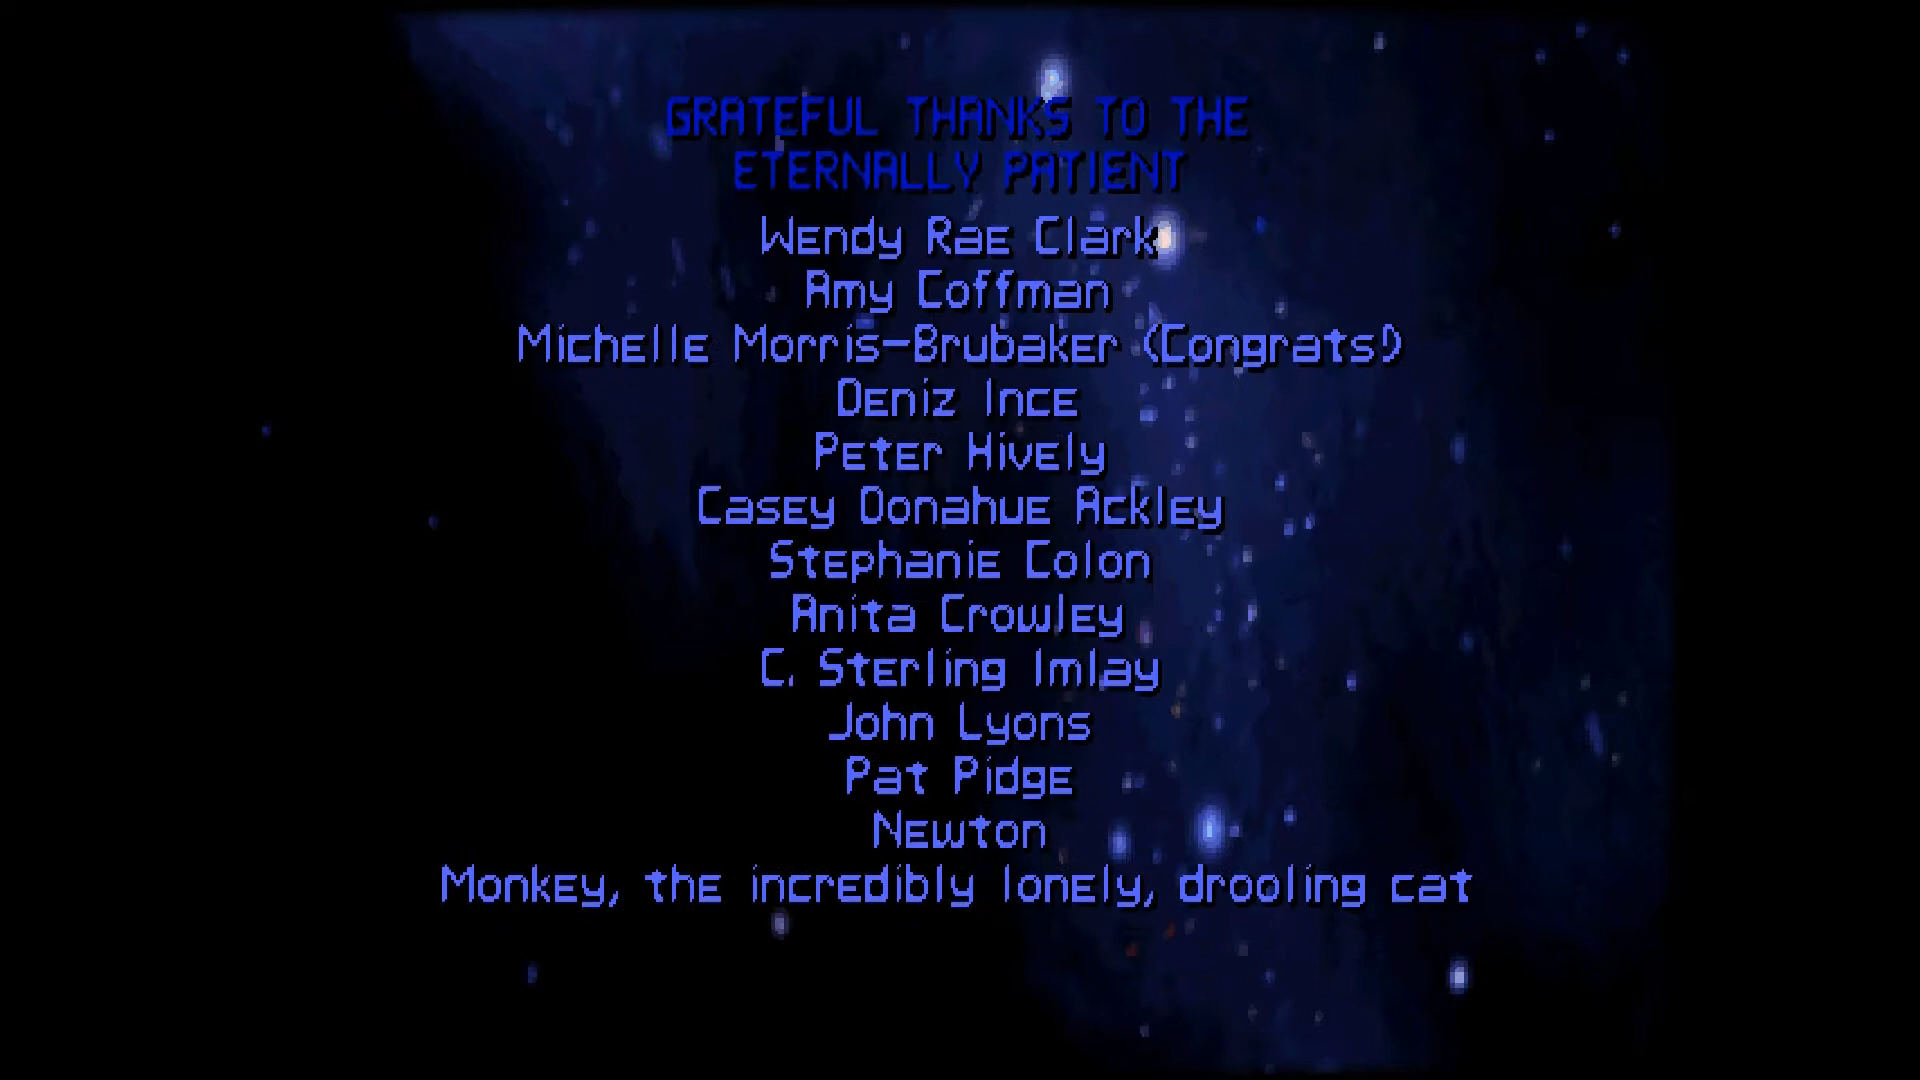 GRATEFUL THANKS TO THE
ETERNALLY PATIENT
Wendy Rae Clark
Amy Coffman
Michelle Morris-Brubaker (Congrats!)
Deniz Ince
Peter Hively
Casey Donahue Ackley
Stephanie Colon
Anita Crowley
C. Sterling Imlay
John Lyons
Pat Pidge
Newton
Monkey, the incredibly lonely, drooling cat